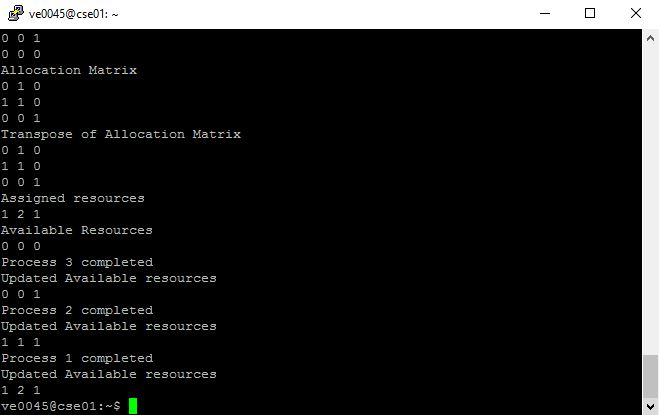 ve0045@cse01: ~
0 0 1
0 0 0
Allocation Matrix
0 1 0
1 1 0
0 0 1
Transpose of Allocation Matrix
0 1 0
1 1 0
0 0 1
Assigned resources
1 2 1
Available Resources
0 0 0
Process 3 completed
Updated Available resources
0 0 1
Process 2 completed
Updated Available resources
1 1 1
Process 1 completed
Updated Available resources
1 2 1
ve0045@cse01:~$